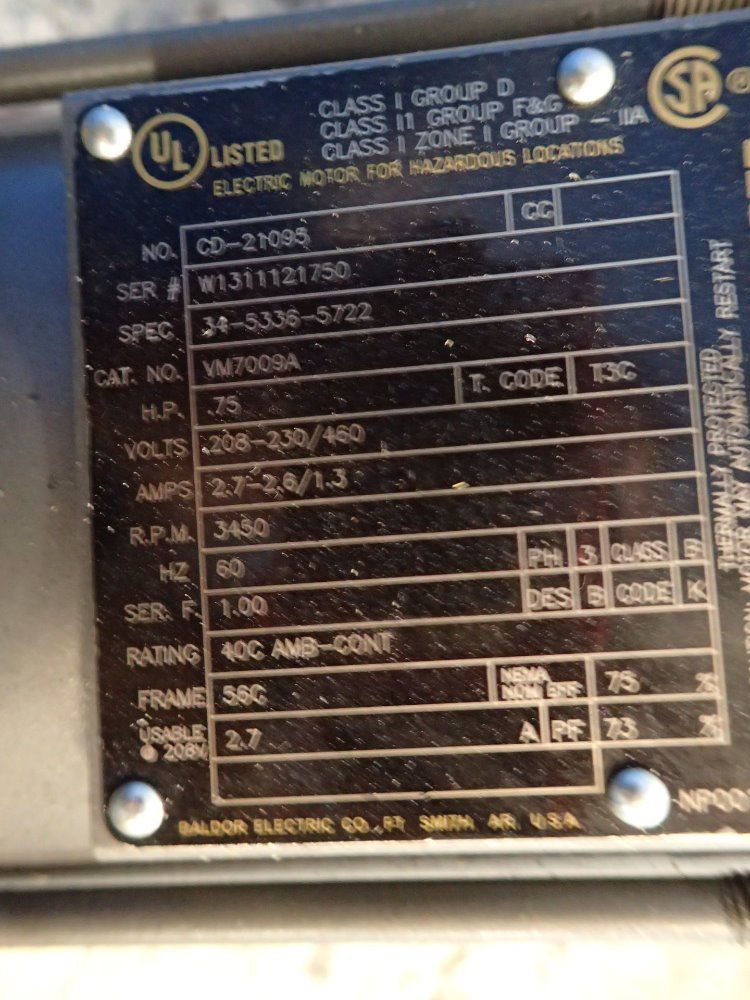 UL LISTED
CLASS I GROUP D
CLASS II GROUP F&G
CLASS I ZONE I GROUP - IIA
ELECTRIC MOTOR FOR HAZARDOUS LOCATIONS
SA ®
NO. CD-21095 CC
SER # W1311121750
SPEC 34-5336-5722
CAT. NO. VM7009A
H.P. .75 T. CODE T3C
VOLTS 208-230/460
AMPS 2.7-2.6/1.3
R.P.M. 3450
HZ 60 PH 3 CLASS B
SER. F. 1.00 DES B CODE K
RATING 40C AMB-CONT
FRAME 56C NEMA NOM. EFF 75 %
USABLE @ 208V 2.7 A PF 73 %
BALDOR ELECTRIC CO. FT. SMITH, AR. U.S.A.
THERMALLY PROTECTED
MAY AUTOMATICALLY RESTART